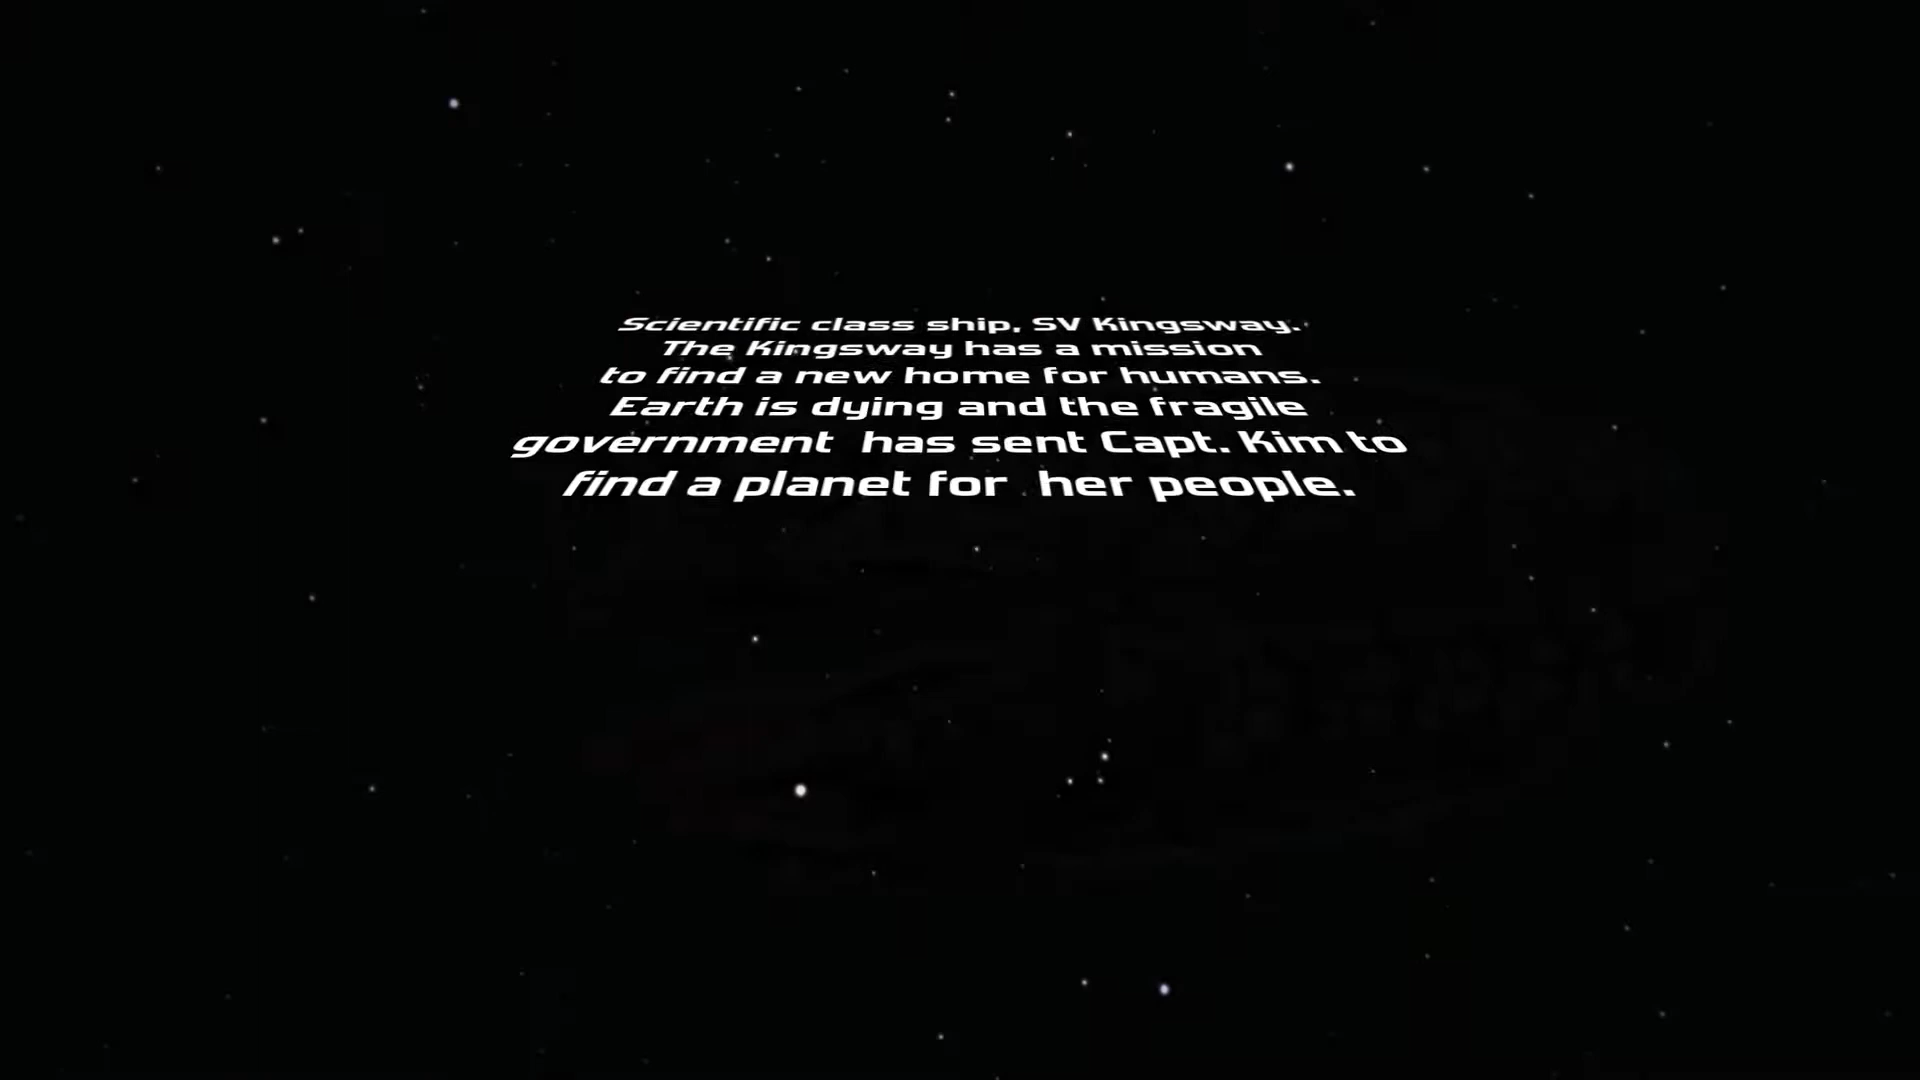 Scientific class ship, SV Kingsway.
The Kingsway has a mission
to find a new home for humans.
Earth is dying and the fragile
government  has sent Capt. Kim to
find a planet for  her people.